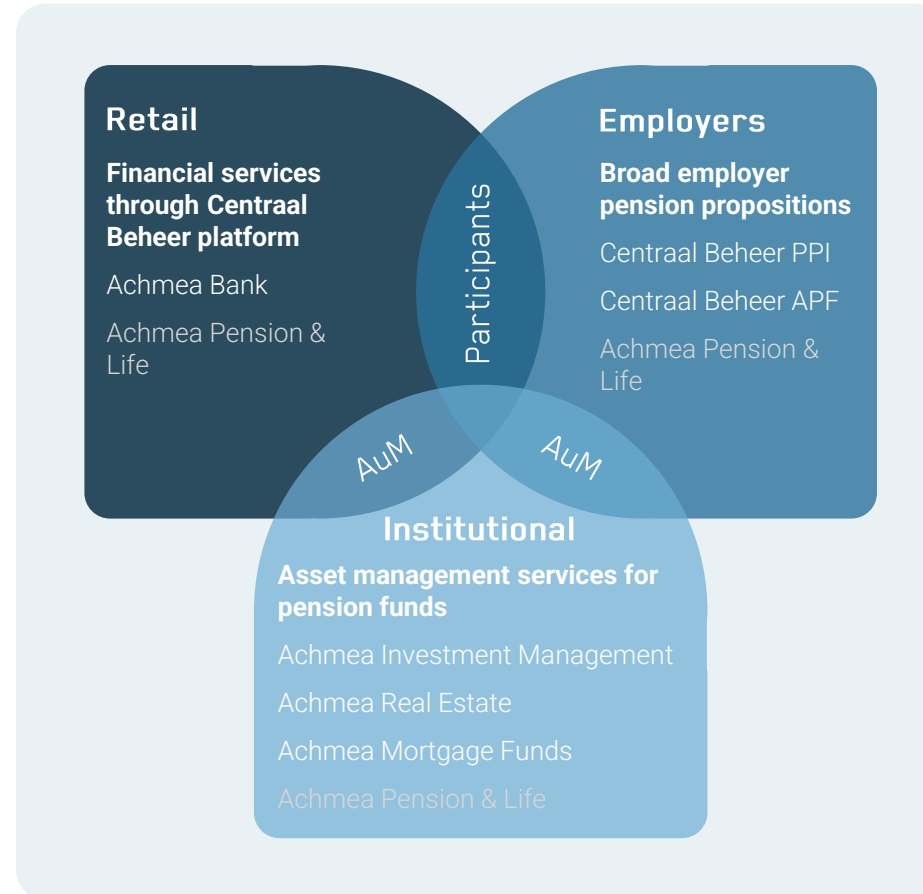 Retail
Financial services
through Centraal
Beheer platform
Achmea Bank
Achmea Pension &
Life
Participants
Employers
Broad employer
pension propositions
Centraal Beheer PPI
Centraal Beheer APF
Achmea Pension &
Life
AuM
AuM
Institutional
Asset management services for
pension funds
Achmea Investment Management
Achmea Real Estate
Achmea Mortgage Funds
Achmea Pension & Life